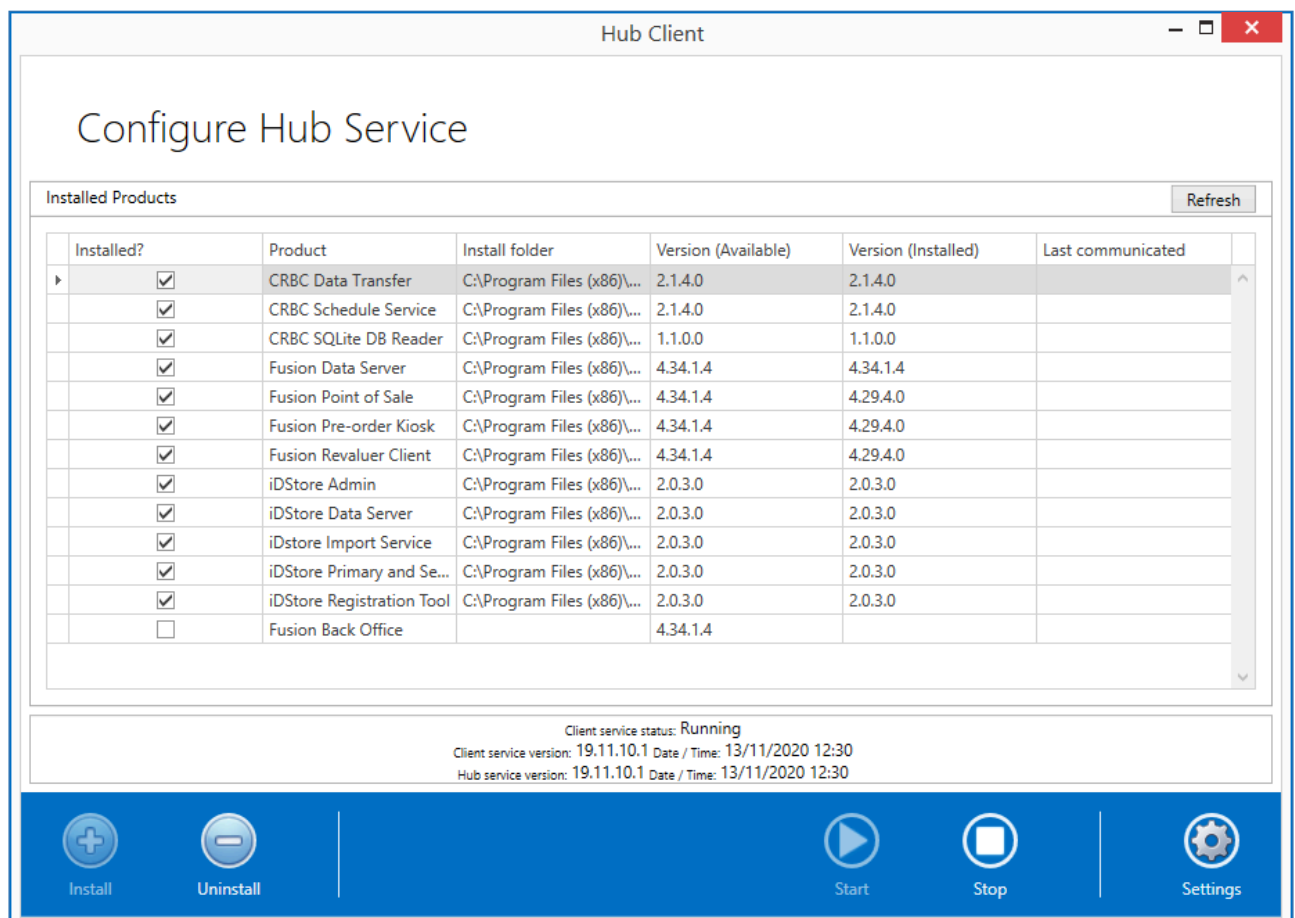 Hub Client
Configure Hub Service
Installed Products
Refresh
Installed? Product Install folder Version (Available) Version (Installed) Last communicated
CRBC Data Transfer C:\Program Files (x86)\... 2.1.4.0 2.1.4.0
CRBC Schedule Service C:\Program Files (x86)\... 2.1.4.0 2.1.4.0
CRBC SQLite DB Reader C:\Program Files (x86)\... 1.1.0.0 1.1.0.0
Fusion Data Server C:\Program Files (x86)\... 4.34.1.4 4.34.1.4
Fusion Point of Sale C:\Program Files (x86)\... 4.34.1.4 4.29.4.0
Fusion Pre-order Kiosk C:\Program Files (x86)\... 4.34.1.4 4.29.4.0
Fusion Revaluer Client C:\Program Files (x86)\... 4.34.1.4 4.29.4.0
iDStore Admin C:\Program Files (x86)\... 2.0.3.0 2.0.3.0
iDStore Data Server C:\Program Files (x86)\... 2.0.3.0 2.0.3.0
iDstore Import Service C:\Program Files (x86)\... 2.0.3.0 2.0.3.0
iDStore Primary and Se... C:\Program Files (x86)\... 2.0.3.0 2.0.3.0
iDStore Registration Tool C:\Program Files (x86)\... 2.0.3.0 2.0.3.0
Fusion Back Office 4.34.1.4
Client service status: Running
Client service version: 19.11.10.1 Date / Time: 13/11/2020 12:30
Hub service version: 19.11.10.1 Date / Time: 13/11/2020 12:30
Install Uninstall Start Stop Settings